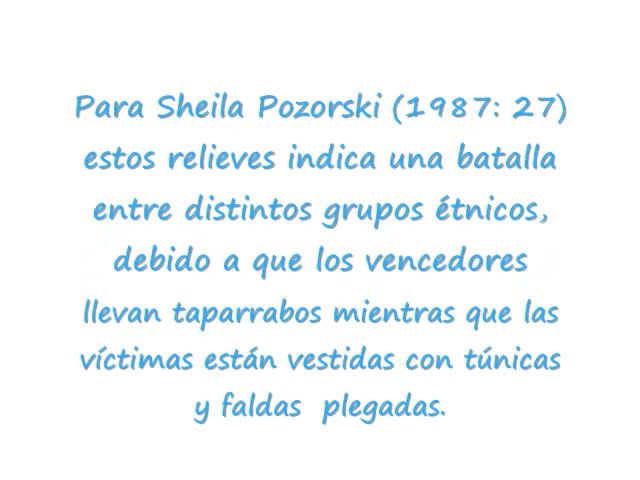 Para Sheila Pozorski (1987: 27)
estos relieves indica una batalla
entre distintos grupos étnicos,
debido a que los vencedores
llevan taparrabos mientras que las
víctimas están vestidas con túnicas
y faldas  plegadas.